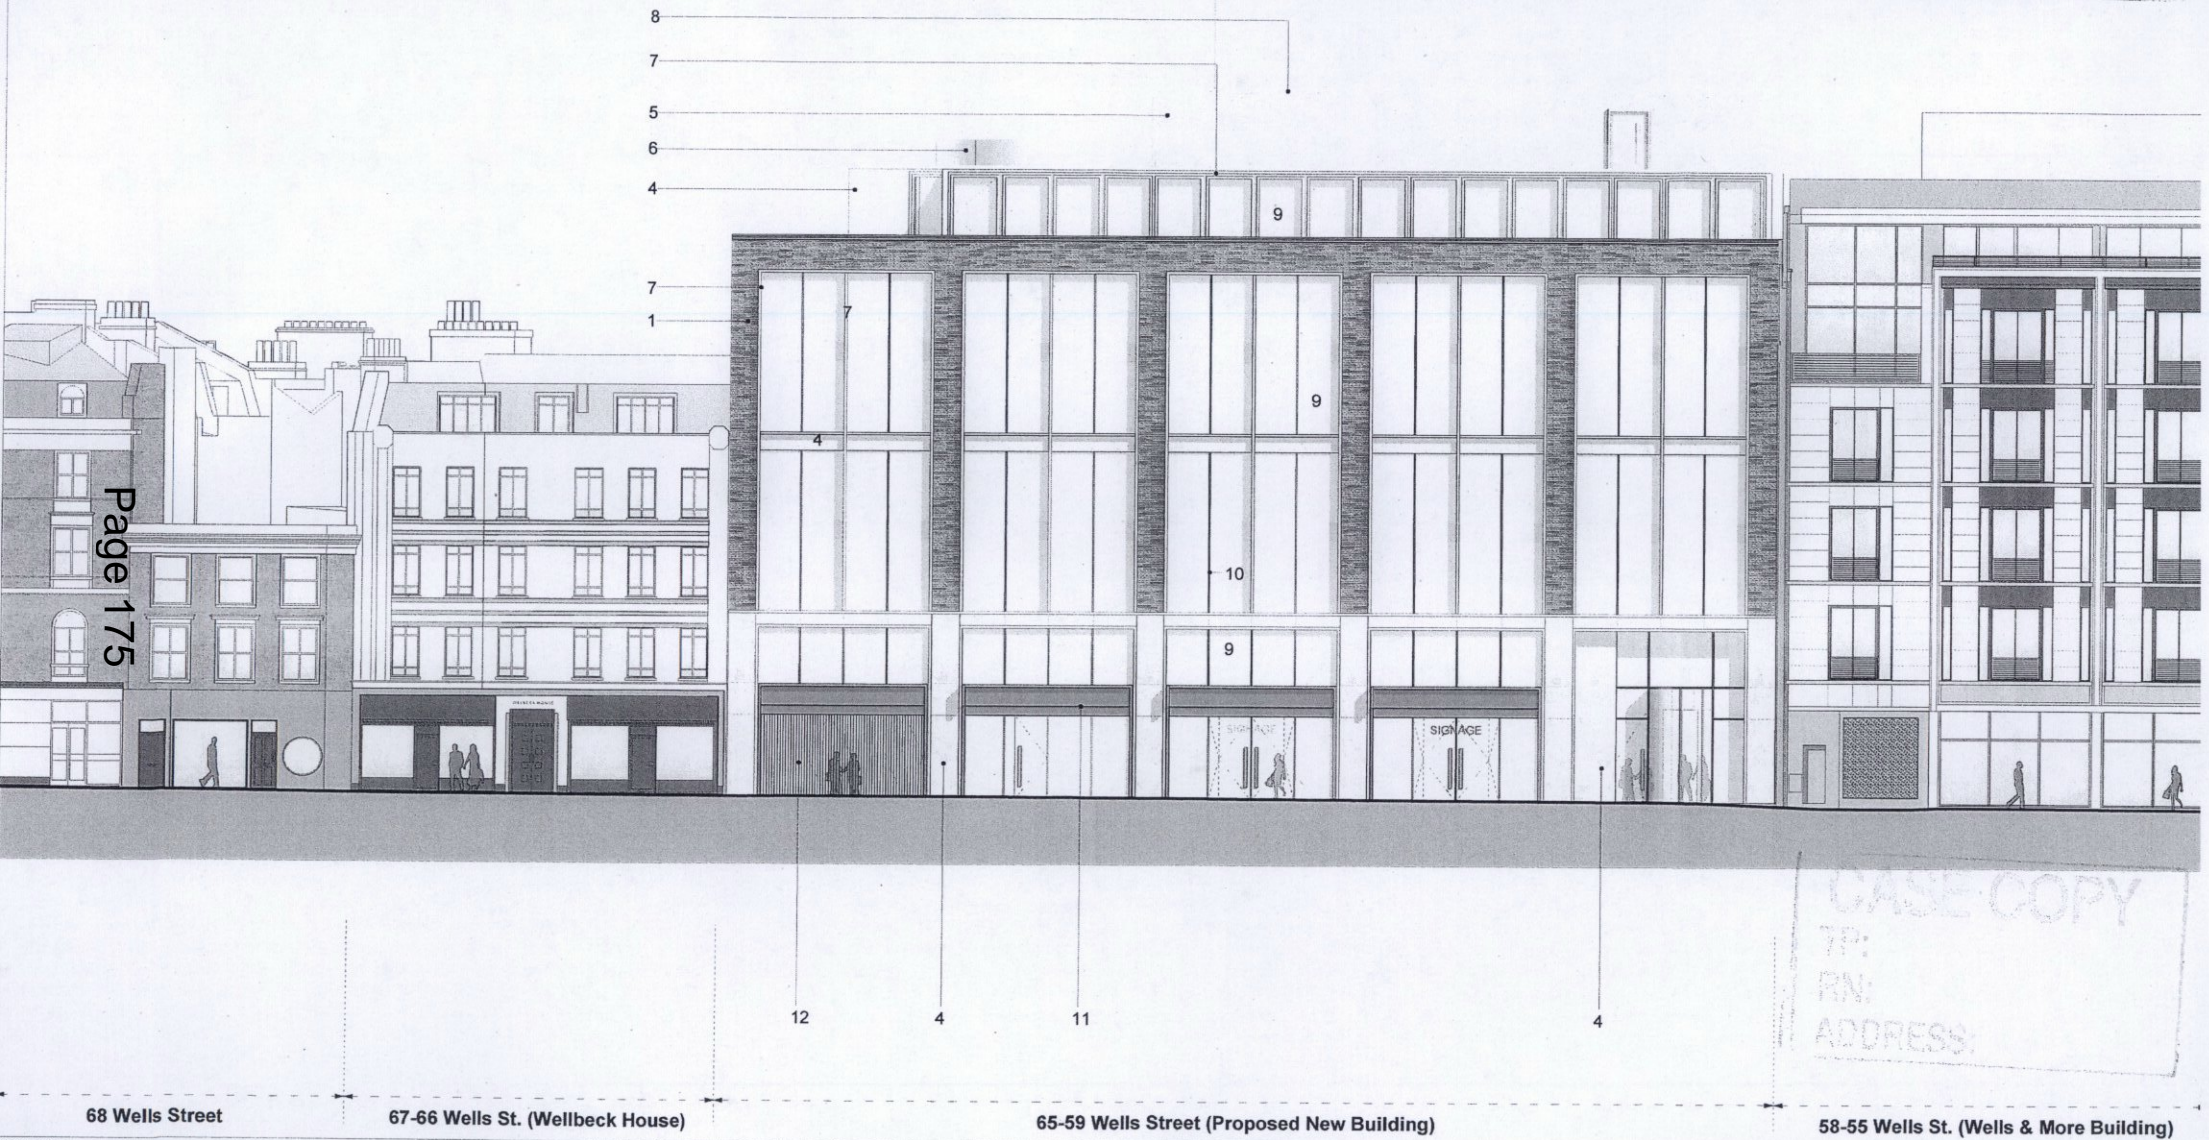 8
7
5
6
4
9
7
1
7
9
4
10
9
SIGNAGE
SIGNAGE
Page 175
12
4
11
4
CASE COPY
TP:
RN:
ADDRESS:
68 Wells Street
67-66 Wells St. (Wellbeck House)
65-59 Wells Street (Proposed New Building)
58-55 Wells St. (Wells & More Building)